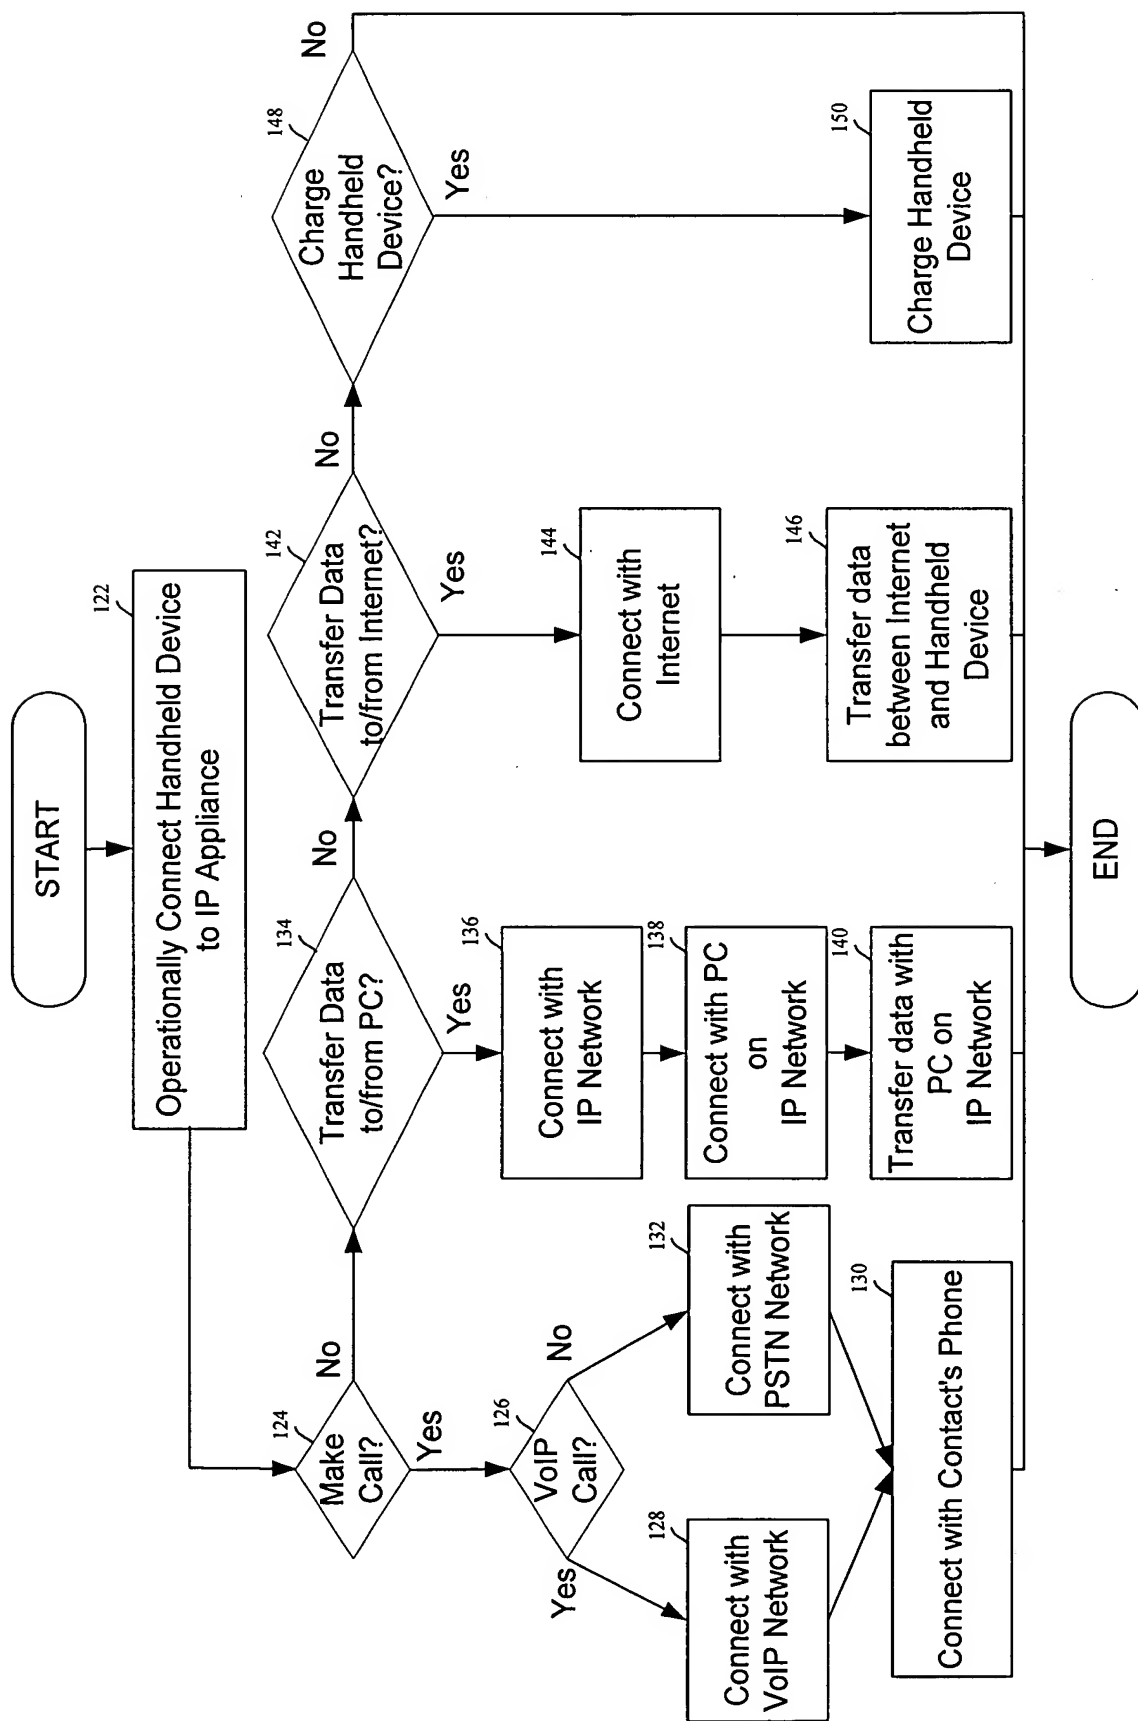 START
122
Operationally Connect Handheld Device
to IP Appliance
124
Make
Call?
No
Yes
134
Transfer Data
to/from PC?
No
Yes
142
Transfer Data
to/from Internet?
No
Yes
148
Charge
Handheld
Device?
No
Yes
126
VoIP
Call?
Yes
No
136
Connect with
IP Network
144
Connect with
Internet
128
Connect with
VoIP Network
132
Connect with
PSTN Network
138
Connect with PC
on
IP Network
146
Transfer data
between Internet
and Handheld
Device
150
Charge Handheld
Device
130
Connect with Contact's Phone
140
Transfer data with
PC on
IP Network
END